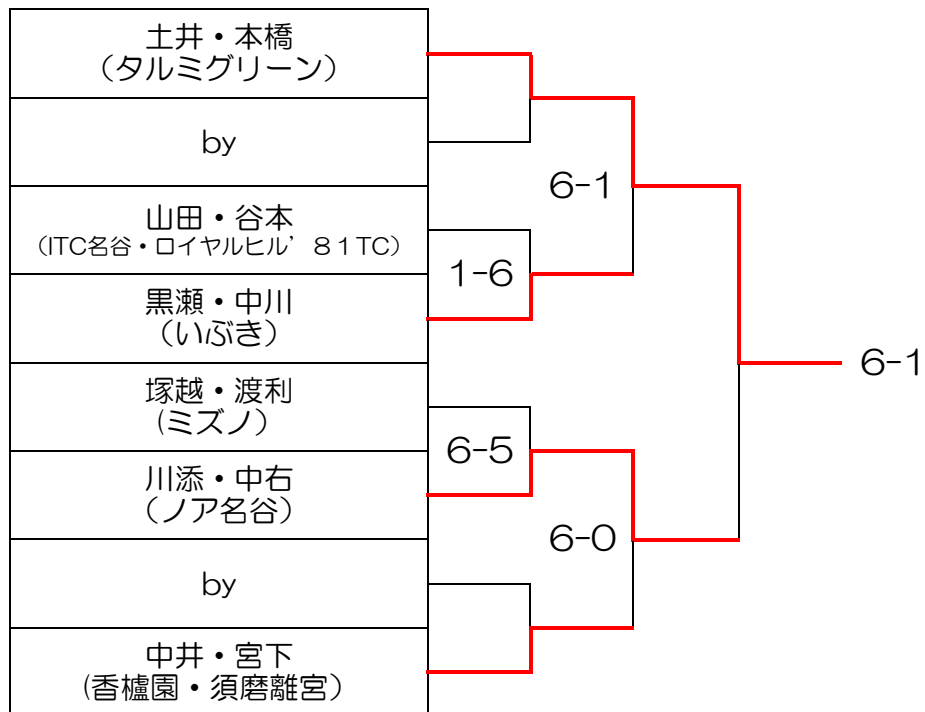 土井・本橋
（タルミグリーン）
by
山田・谷本
（ITC名谷・ロイヤルヒル’８１TC）
黒瀬・中川
（いぶき）
塚越・渡利
(ミズノ）
川添・中右
（ノア名谷）
by
中井・宮下
(香櫨園・須磨離宮）
1-6
6-5
6-1
6-0
6-1